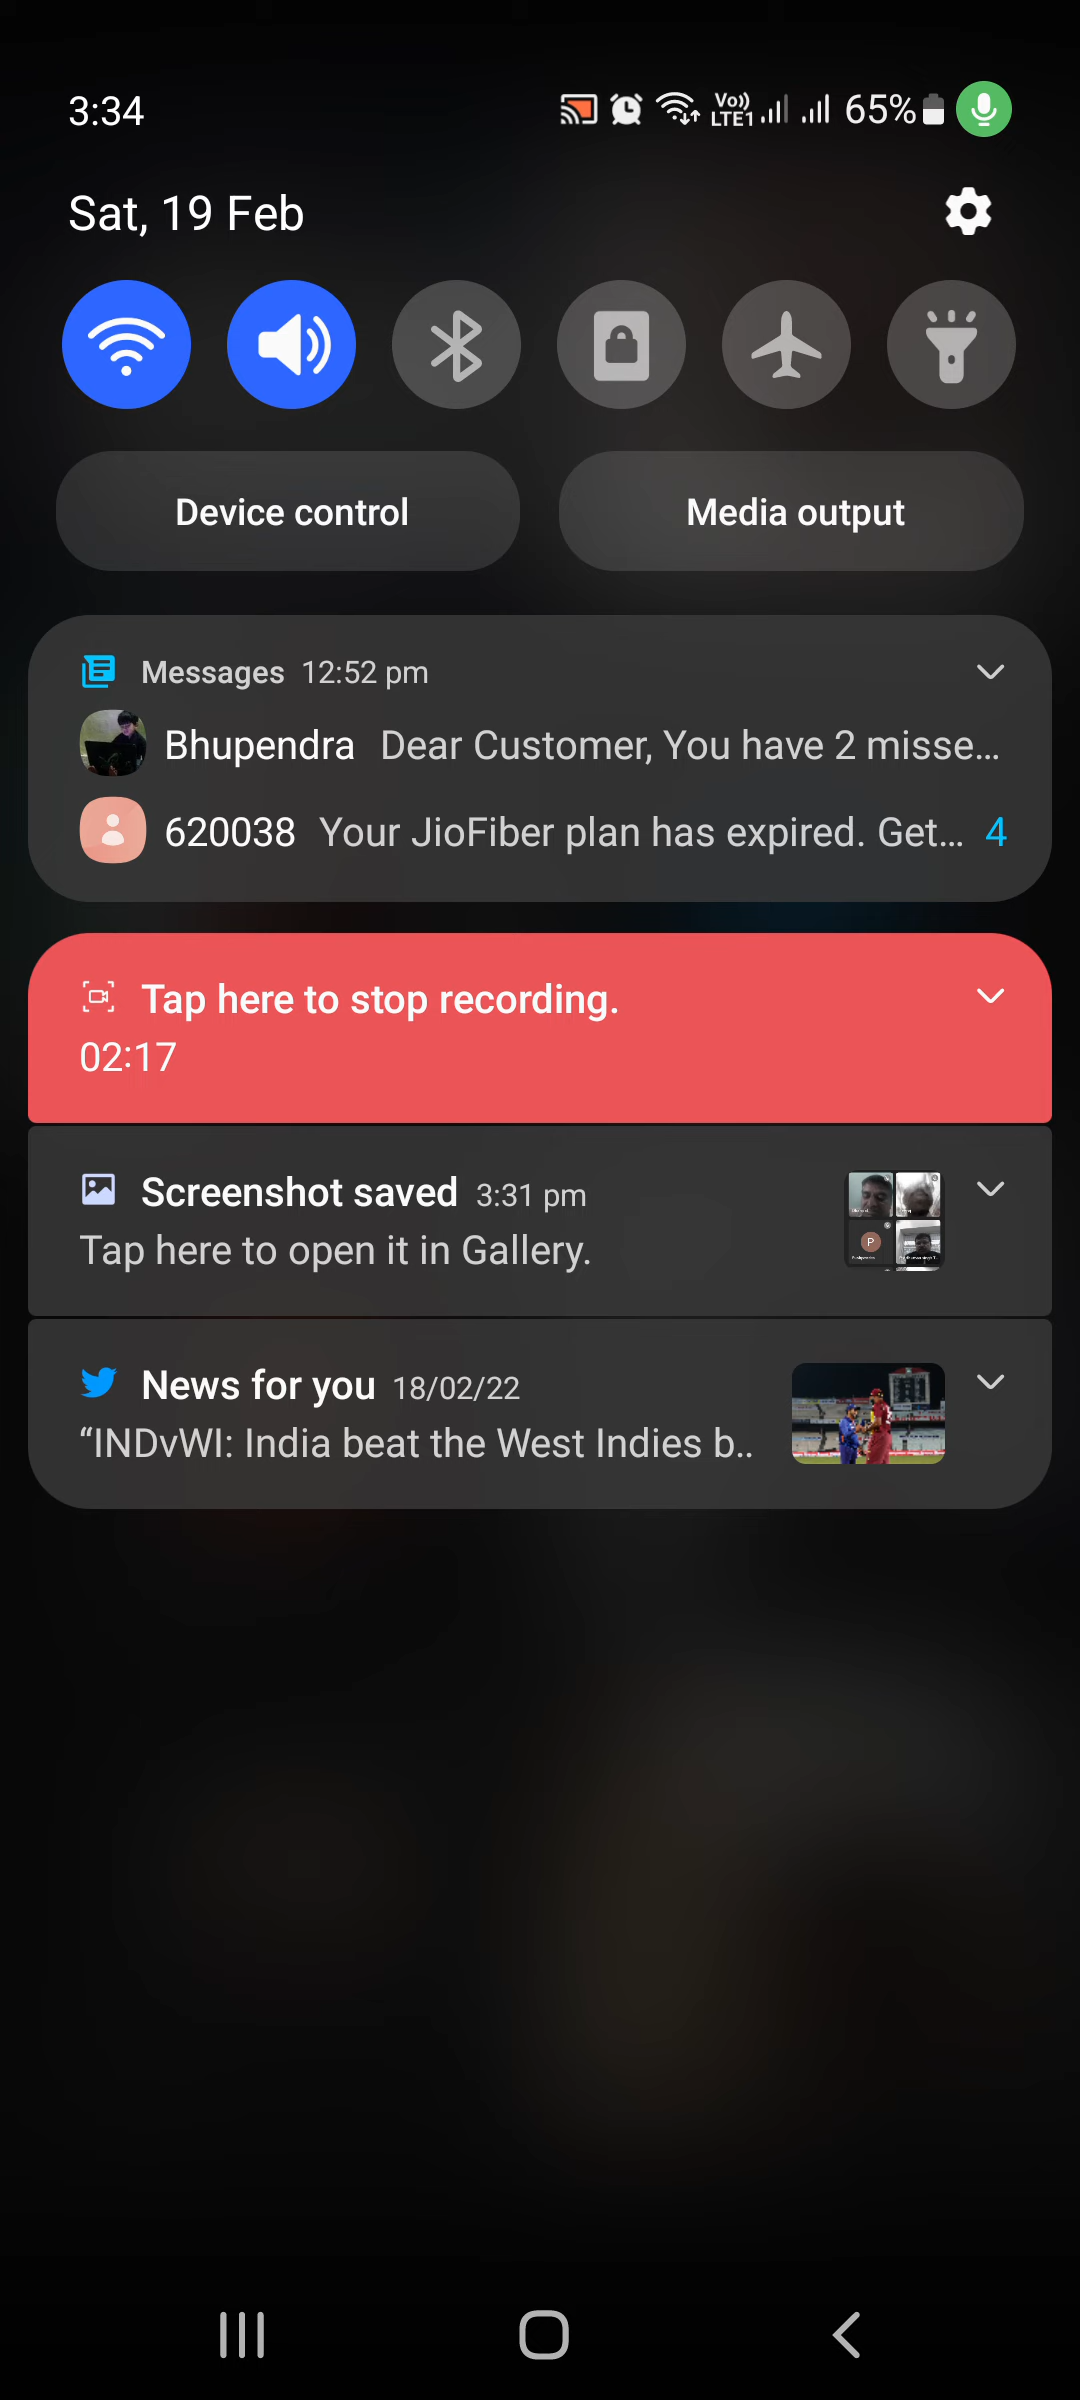 3:34
Vo)) LTE1 65%
Sat, 19 Feb
Device control
Media output
Messages 12:52 pm
Bhupendra Dear Customer, You have 2 misse...
620038 Your JioFiber plan has expired. Get... 4
Tap here to stop recording.
02:17
Screenshot saved 3:31 pm
Tap here to open it in Gallery.
P
News for you 18/02/22
“INDvWI: India beat the West Indies b..